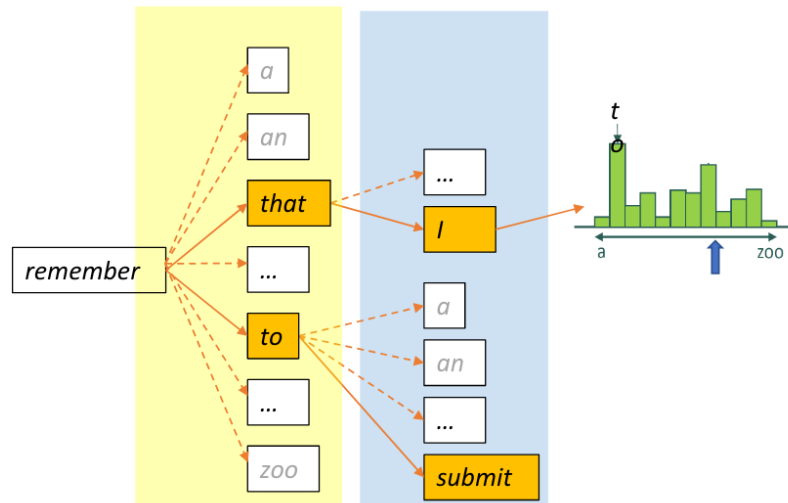 remember
a
an
that
...
to
...
zoo
...
I
a
an
...
submit
t
o
a
zoo